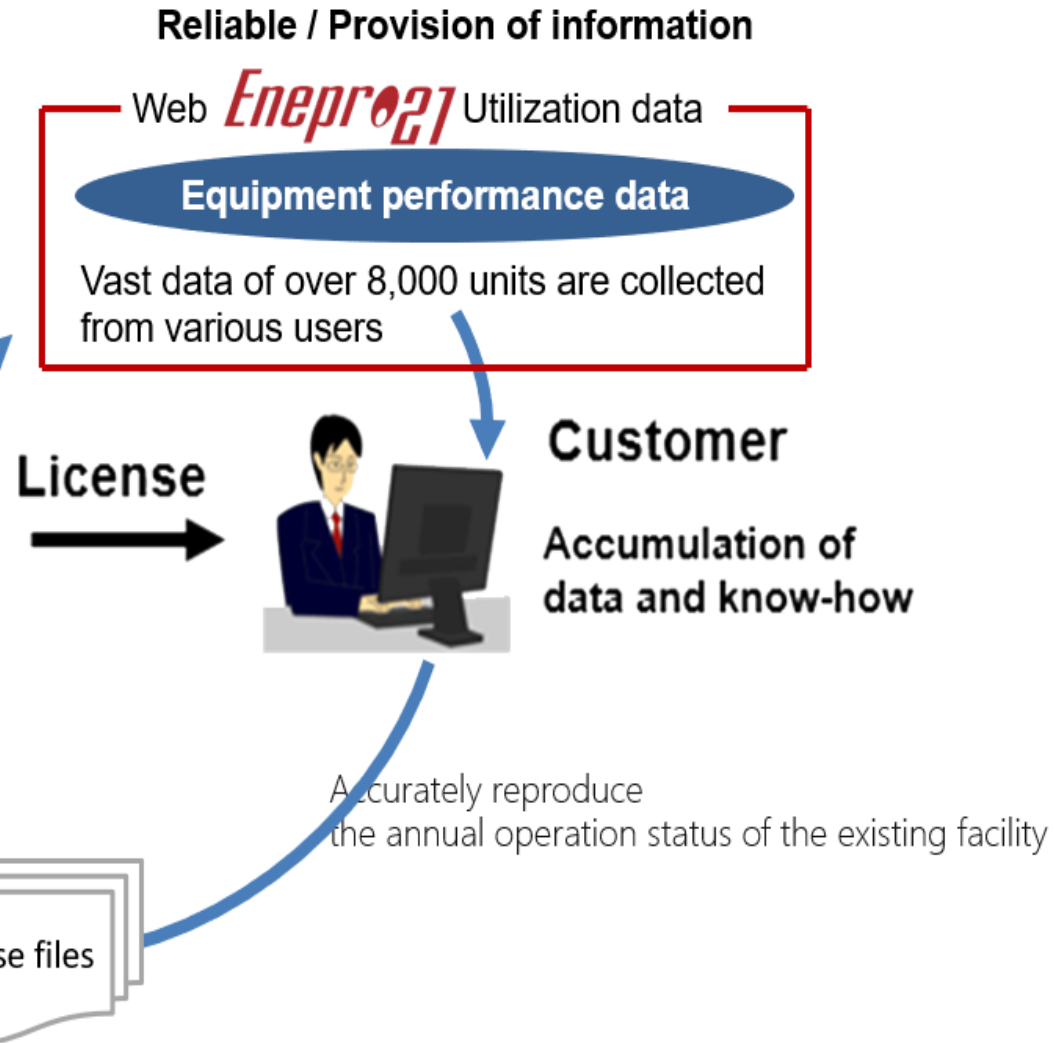 Reliable / Provision of information
Web Enepro21 Utilization data
Equipment performance data
Vast data of over 8,000 units are collected
from various users
License
Customer
Accumulation of
data and know-how
Accurately reproduce
the annual operation status of the existing facility
files